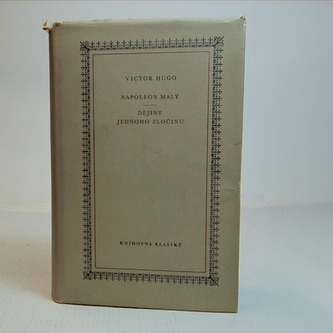 VICTOR HUGO
NAPOLEON MALÝ
DĚJINY
JEDNOHO ZLOČINU
KNIHOVNA KLASIKŮ